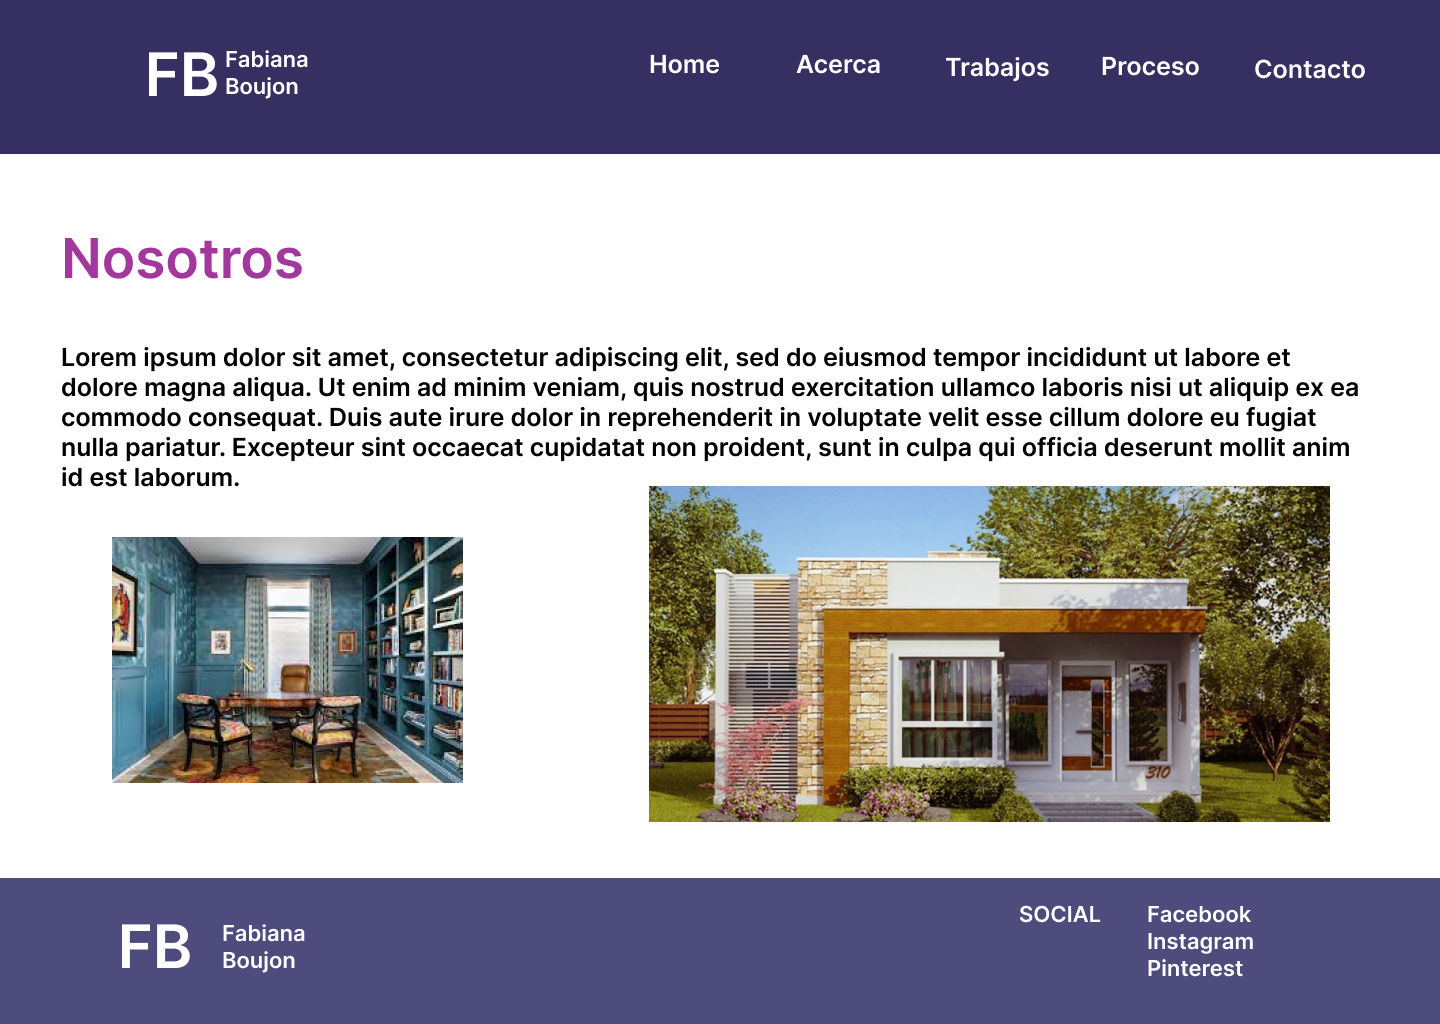 FB
Fabiana
Boujon
Home
Acerca
Trabajos
Proceso
Contacto
Nosotros
Lorem ipsum dolor sit amet, consectetur adipiscing elit, sed do eiusmod tempor incididunt ut labore et
dolore magna aliqua. Ut enim ad minim veniam, quis nostrud exercitation ullamco laboris nisi ut aliquip ex ea
commodo consequat. Duis aute irure dolor in reprehenderit in voluptate velit esse cillum dolore eu fugiat
nulla pariatur. Excepteur sint occaecat cupidatat non proident, sunt in culpa qui officia deserunt mollit anim
id est laborum.
310
FB
Fabiana
Boujon
SOCIAL
Facebook
Instagram
Pinterest